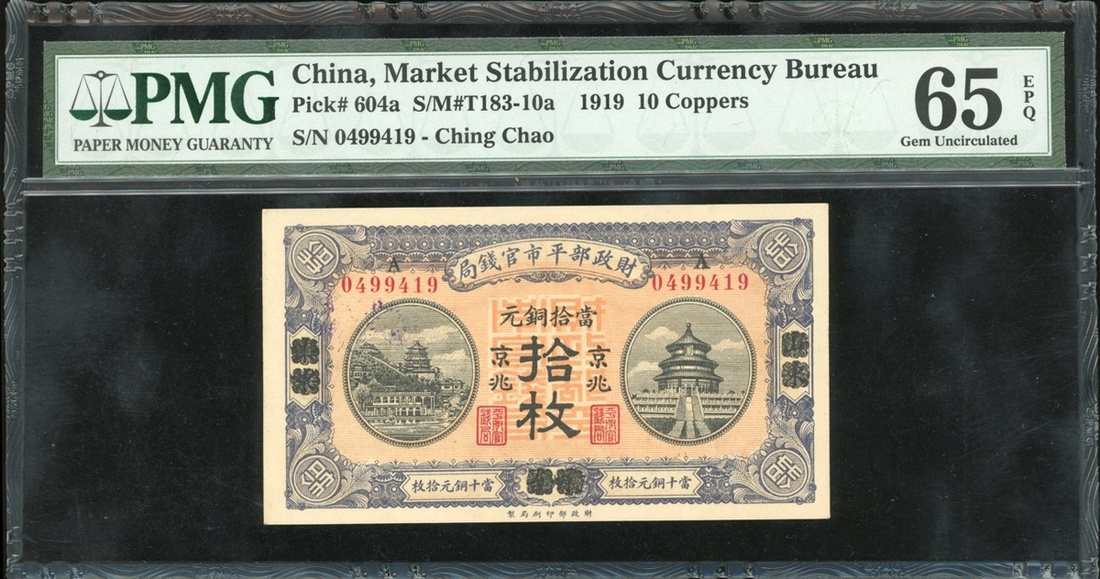 PMG
PAPER MONEY GUARANTY
China, Market Stabilization Currency Bureau
Pick# 604a S/M#T183-10a 1919 10 Coppers
S/N 0499419 - Ching Chao
65 EPQ
Gem Uncirculated
局錢官市平部政財
A A
0499419 0499419
元銅拾當
拾枚
京兆 京兆
枚拾元銅十當 枚拾元銅十當
製局刷印部政財